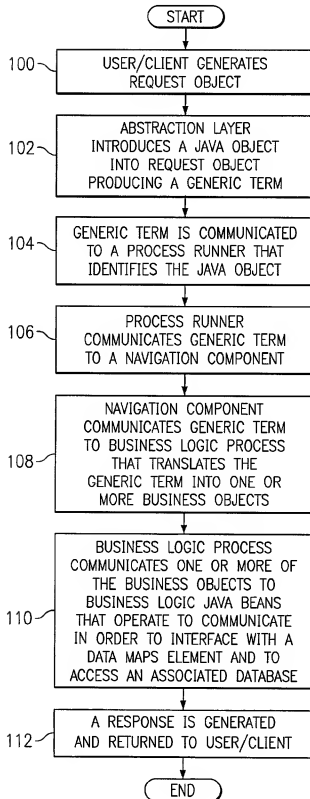 START
100
USER/CLIENT GENERATES
REQUEST OBJECT
102
ABSTRACTION LAYER
INTRODUCES A JAVA OBJECT
INTO REQUEST OBJECT
PRODUCING A GENERIC TERM
104
GENERIC TERM IS COMMUNICATED
TO A PROCESS RUNNER THAT
IDENTIFIES THE JAVA OBJECT
106
PROCESS RUNNER
COMMUNICATES GENERIC TERM
TO A NAVIGATION COMPONENT
108
NAVIGATION COMPONENT
COMMUNICATES GENERIC TERM
TO BUSINESS LOGIC PROCESS
THAT TRANSLATES THE
GENERIC TERM INTO ONE OR
MORE BUSINESS OBJECTS
110
BUSINESS LOGIC PROCESS
COMMUNICATES ONE OR MORE OF
THE BUSINESS OBJECTS TO
BUSINESS LOGIC JAVA BEANS
THAT OPERATE TO COMMUNICATE
IN ORDER TO INTERFACE WITH A
DATA MAPS ELEMENT AND TO
ACCESS AN ASSOCIATED DATABASE
112
A RESPONSE IS GENERATED
AND RETURNED TO USER/CLIENT
END